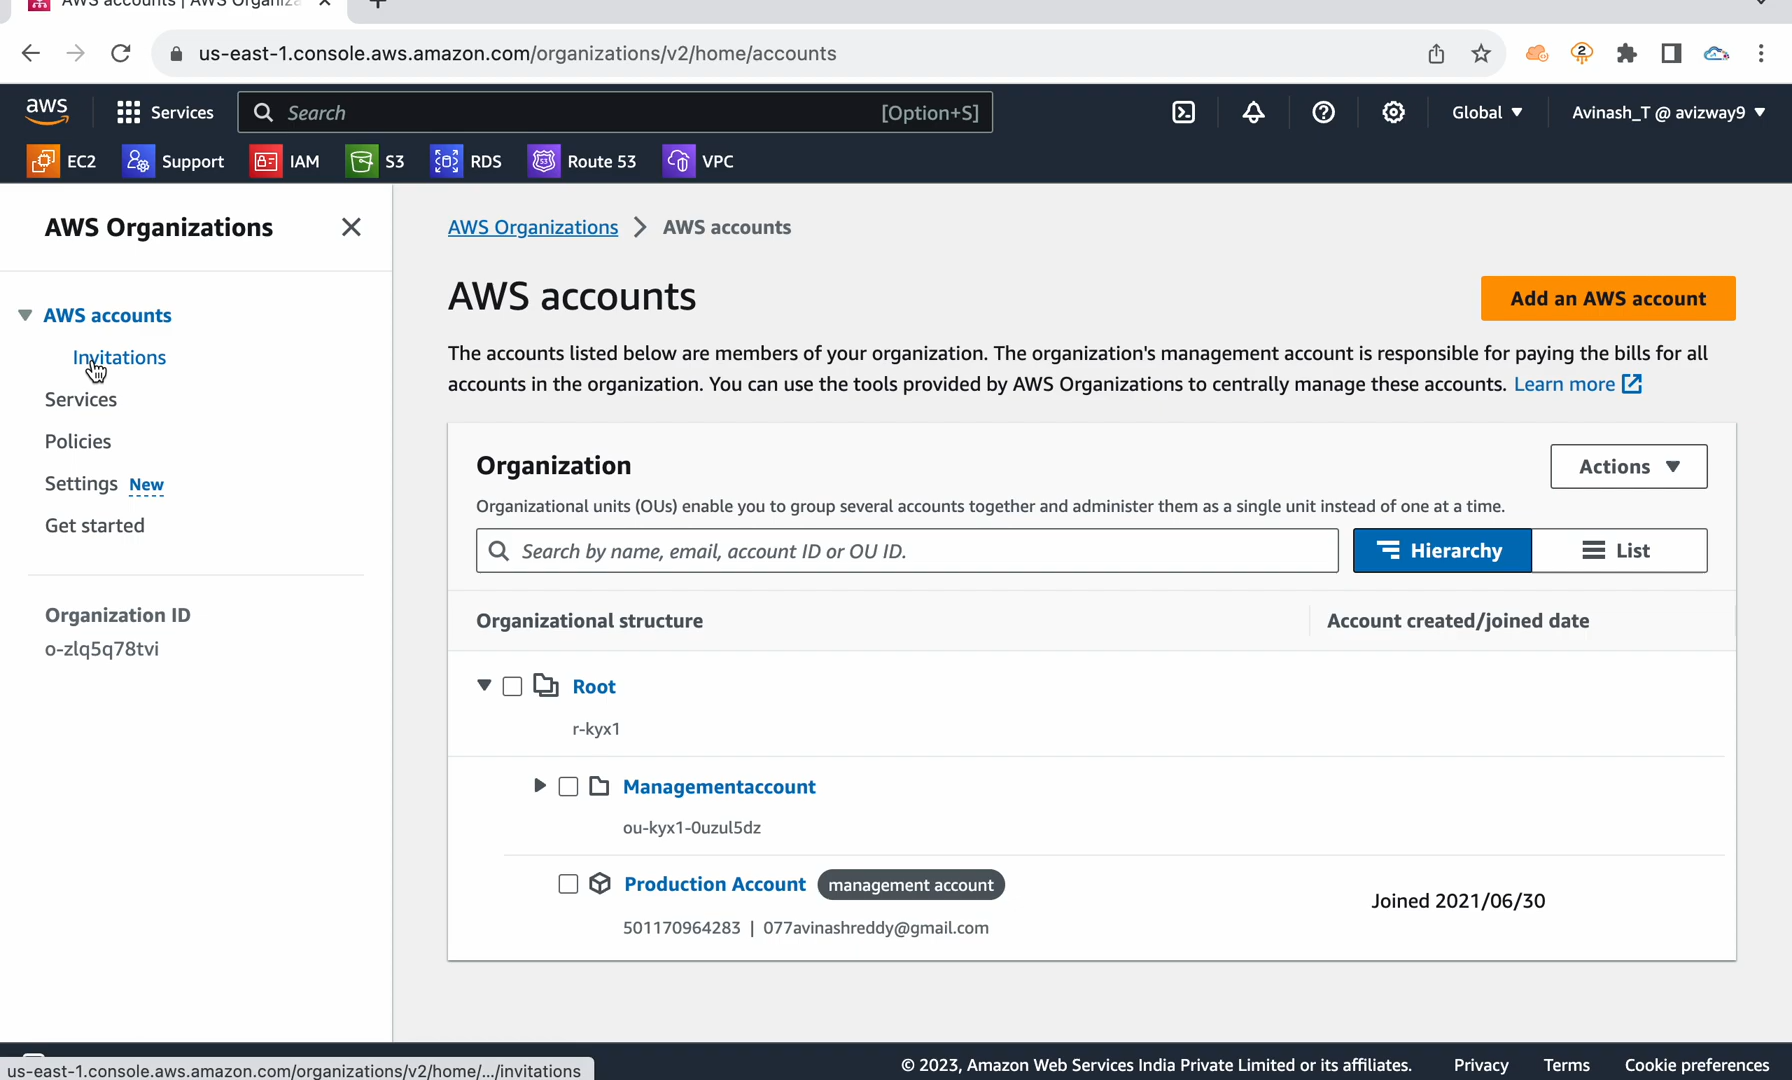 AWS accounts | AWS Organiza
us-east-1.console.aws.amazon.com/organizations/v2/home/accounts
2
aws
Services
Search
[Option+S]
Global
Avinash_T @ avizway9
EC2
Support
IAM
S3
RDS
Route 53
VPC
AWS Organizations
AWS accounts
Invitations
Services
Policies
Settings New
Get started
Organization ID
o-zlq5q78tvi
AWS Organizations > AWS accounts
AWS accounts
Add an AWS account
The accounts listed below are members of your organization. The organization's management account is responsible for paying the bills for all
accounts in the organization. You can use the tools provided by AWS Organizations to centrally manage these accounts. Learn more
Organization
Actions
Organizational units (OUs) enable you to group several accounts together and administer them as a single unit instead of one at a time.
Search by name, email, account ID or OU ID.
Hierarchy
List
Organizational structure
Account created/joined date
Root
r-kyx1
Managementaccount
ou-kyx1-0uzul5dz
Production Account management account
Joined 2021/06/30
501170964283 | 077avinashreddy@gmail.com
us-east-1.console.aws.amazon.com/organizations/v2/home/.../invitations
© 2023, Amazon Web Services India Private Limited or its affiliates.
Privacy
Terms
Cookie preferences